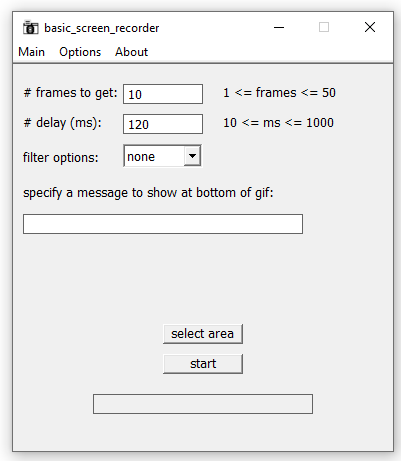 basic_screen_recorder
Main Options About
# frames to get: 10 1 <= frames <= 50
# delay (ms): 120 10 <= ms <= 1000
filter options: none
specify a message to show at bottom of gif:
select area
start